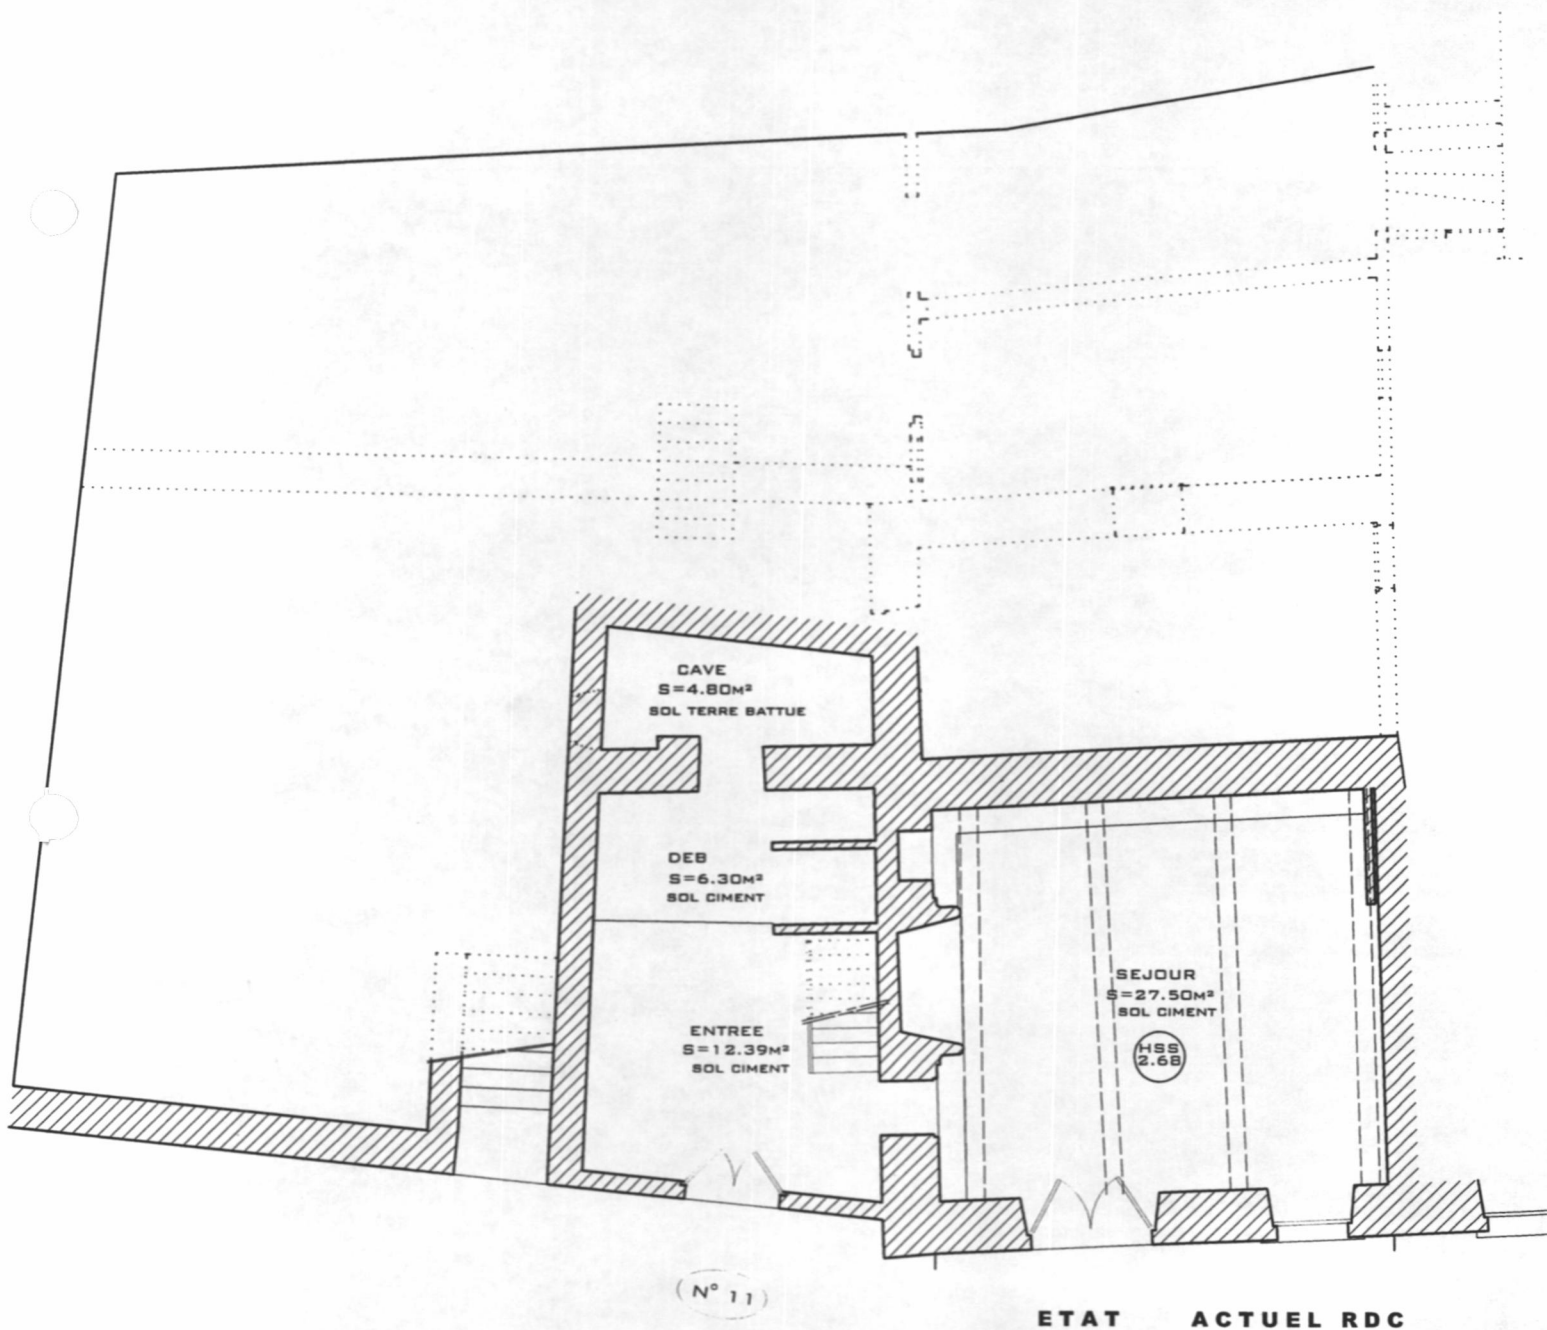 CAVE
S=4.80M²
SOL TERRE BATTUE
DEB
S=6.30M²
SOL CIMENT
SEJOUR
S=27.50M²
SOL CIMENT
HSS
2.68
ENTREE
S=12.39M²
SOL CIMENT
(N° 11)
ETAT ACTUEL RDC